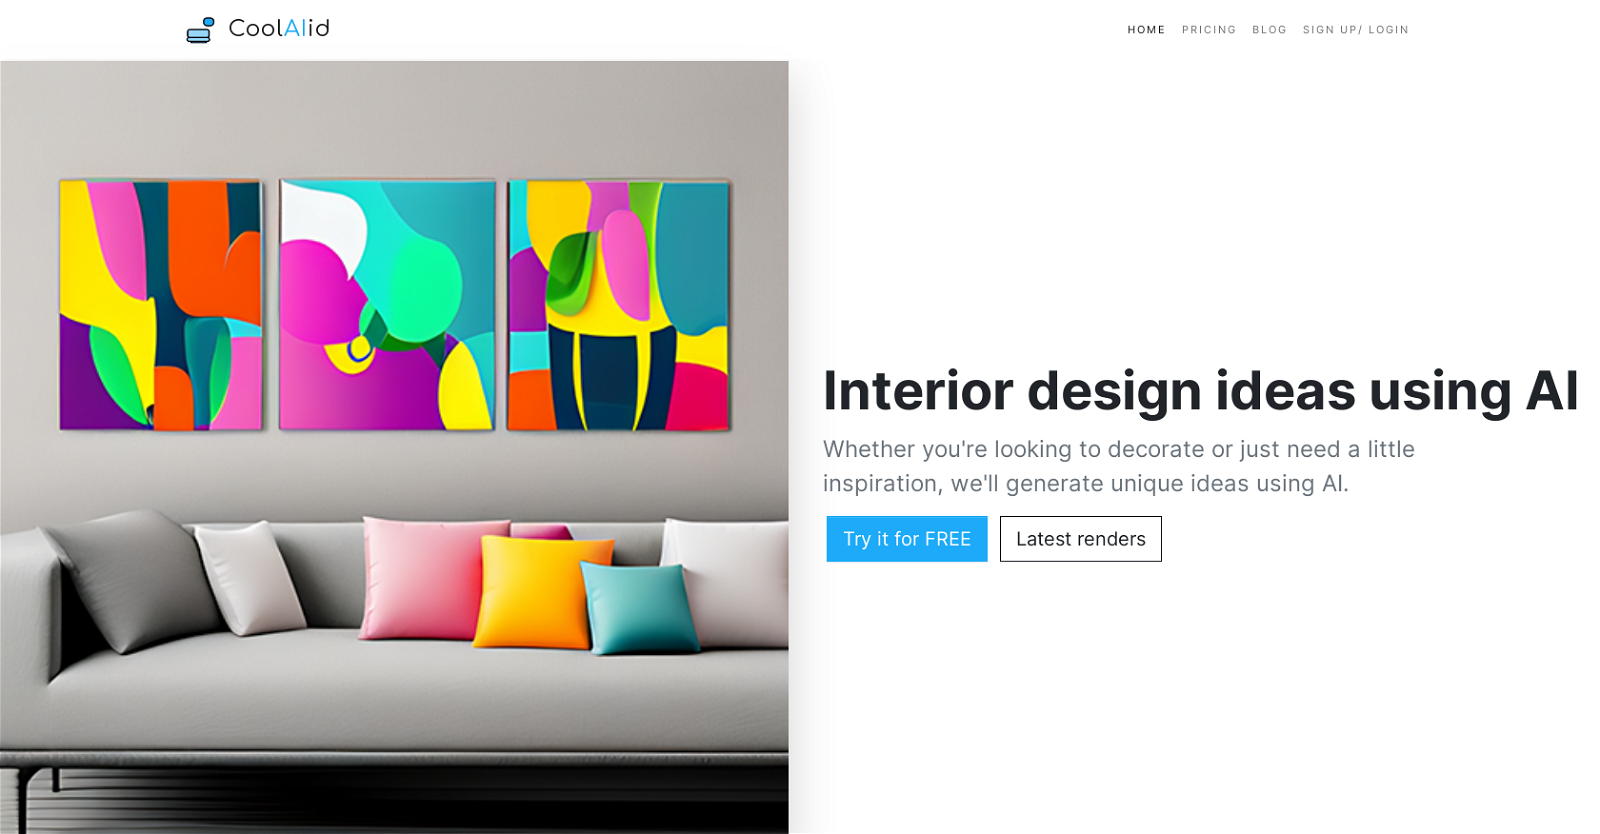 CoolAIid
HOME PRICING BLOG SIGN UP/ LOGIN
Interior design ideas using AI
Whether you're looking to decorate or just need a little
inspiration, we'll generate unique ideas using AI.
Try it for FREE Latest renders